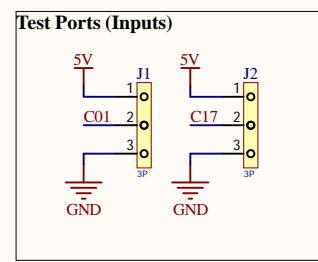 Test Ports (Inputs)
5V 5V
J1 J2
1 1
C01 2 C17 2
3 3
3P 3P
GND GND